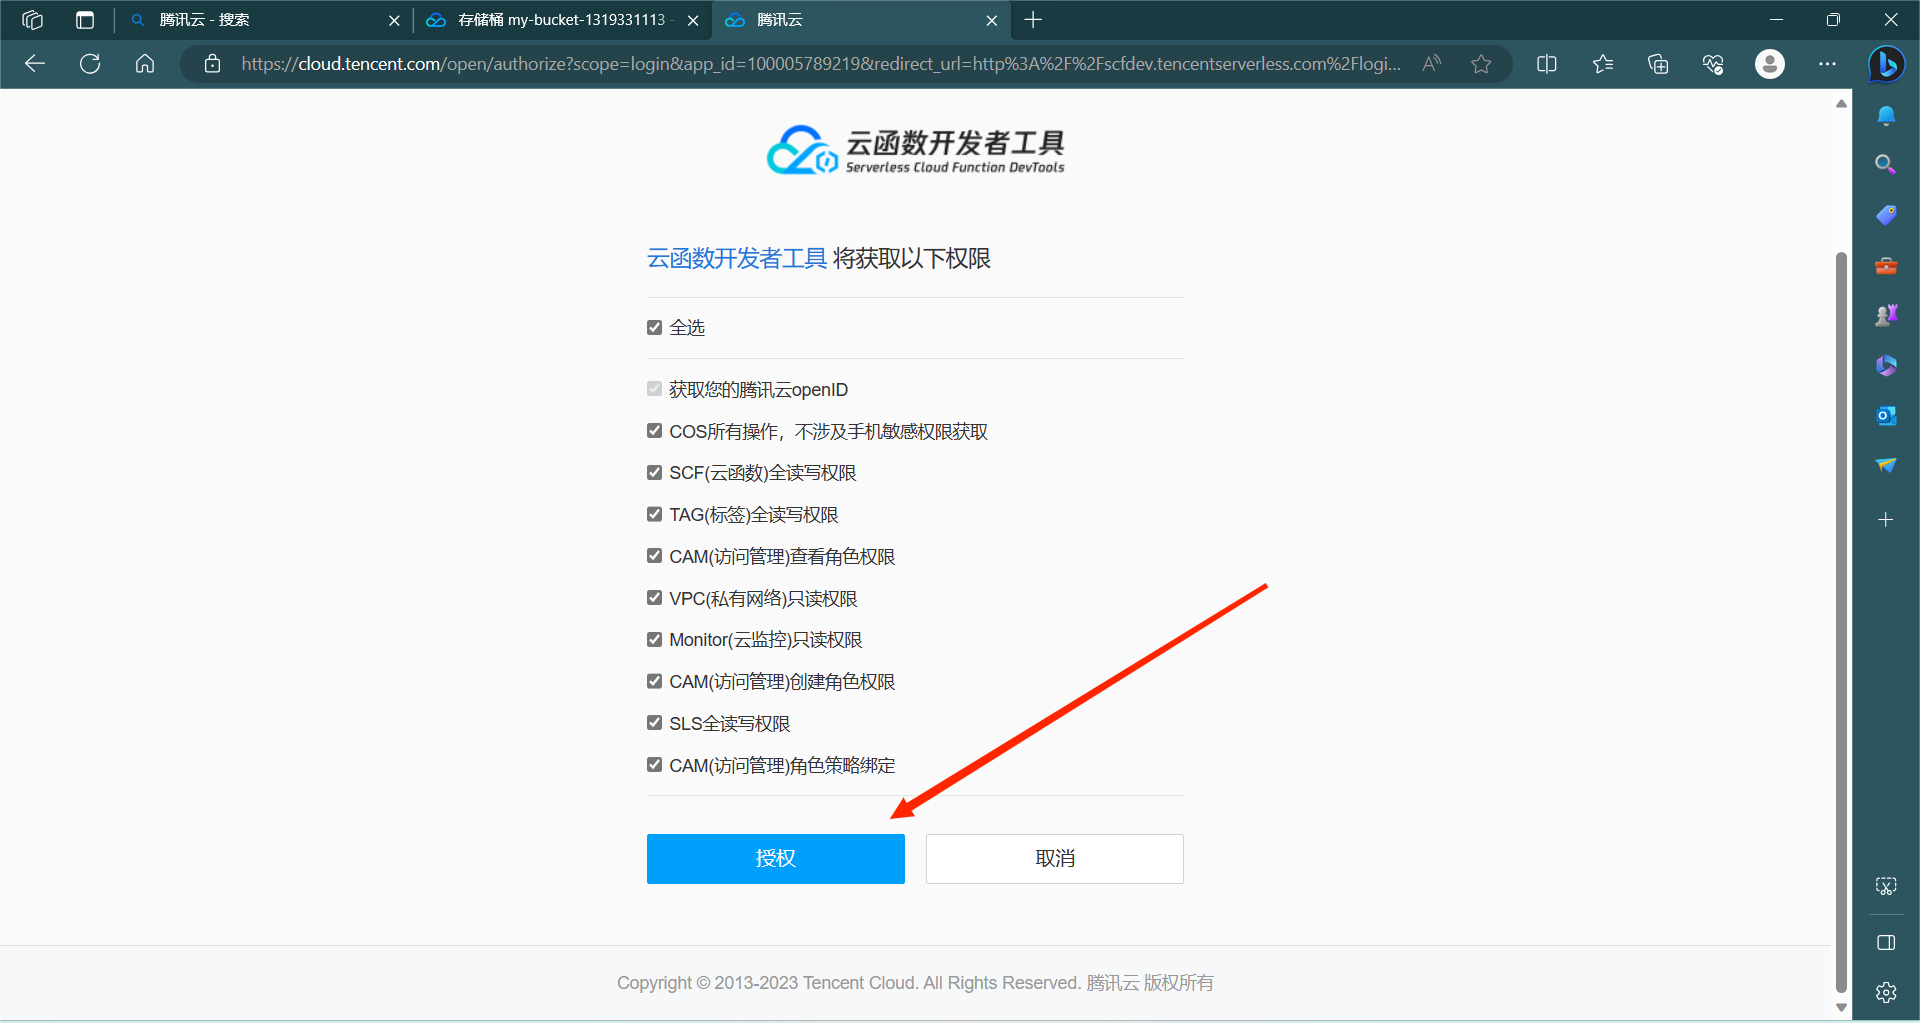 腾讯云 - 搜索
存储桶 my-bucket-1319331113 -
腾讯云
https://cloud.tencent.com/open/authorize?scope=login&app_id=100005789219&redirect_url=http%3A%2F%2Fscfdev.tencentserverless.com%2Flogi...
云函数开发者工具
Serverless Cloud Function DevTools
云函数开发者工具 将获取以下权限
全选
获取您的腾讯云openID
COS所有操作，不涉及手机敏感权限获取
SCF(云函数)全读写权限
TAG(标签)全读写权限
CAM(访问管理)查看角色权限
VPC(私有网络)只读权限
Monitor(云监控)只读权限
CAM(访问管理)创建角色权限
SLS全读写权限
CAM(访问管理)角色策略绑定
授权
取消
Copyright © 2013-2023 Tencent Cloud. All Rights Reserved. 腾讯云 版权所有